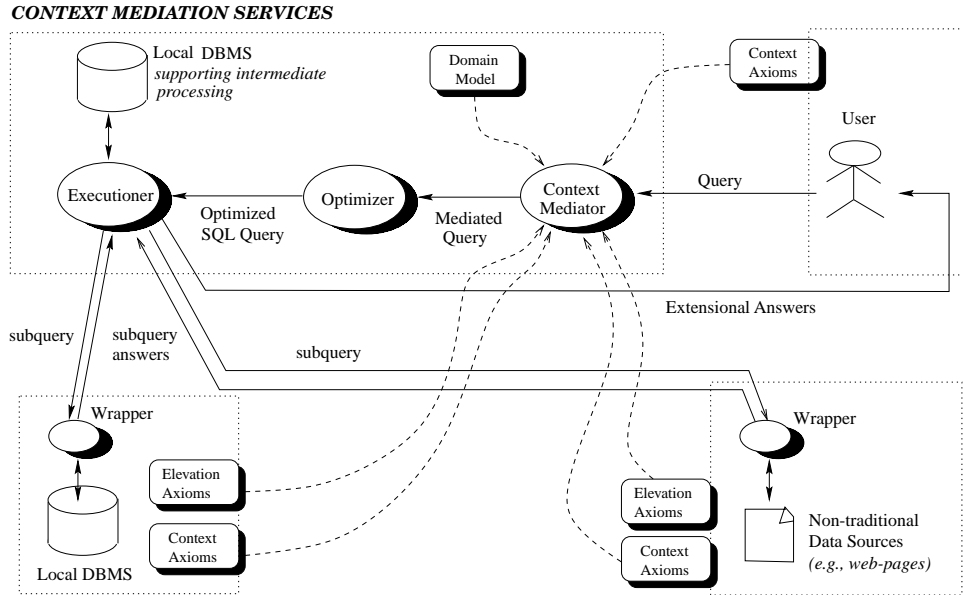 CONTEXT MEDIATION SERVICES
Local DBMS
supporting intermediate
processing
Domain
Model
Context
Axioms
User
Executioner
Optimizer
Context
Mediator
Query
Optimized
SQL Query
Mediated
Query
Extensional Answers
subquery
subquery
answers
subquery
Wrapper
Wrapper
Elevation
Axioms
Context
Axioms
Local DBMS
Elevation
Axioms
Context
Axioms
Non-traditional
Data Sources
(e.g., web-pages)